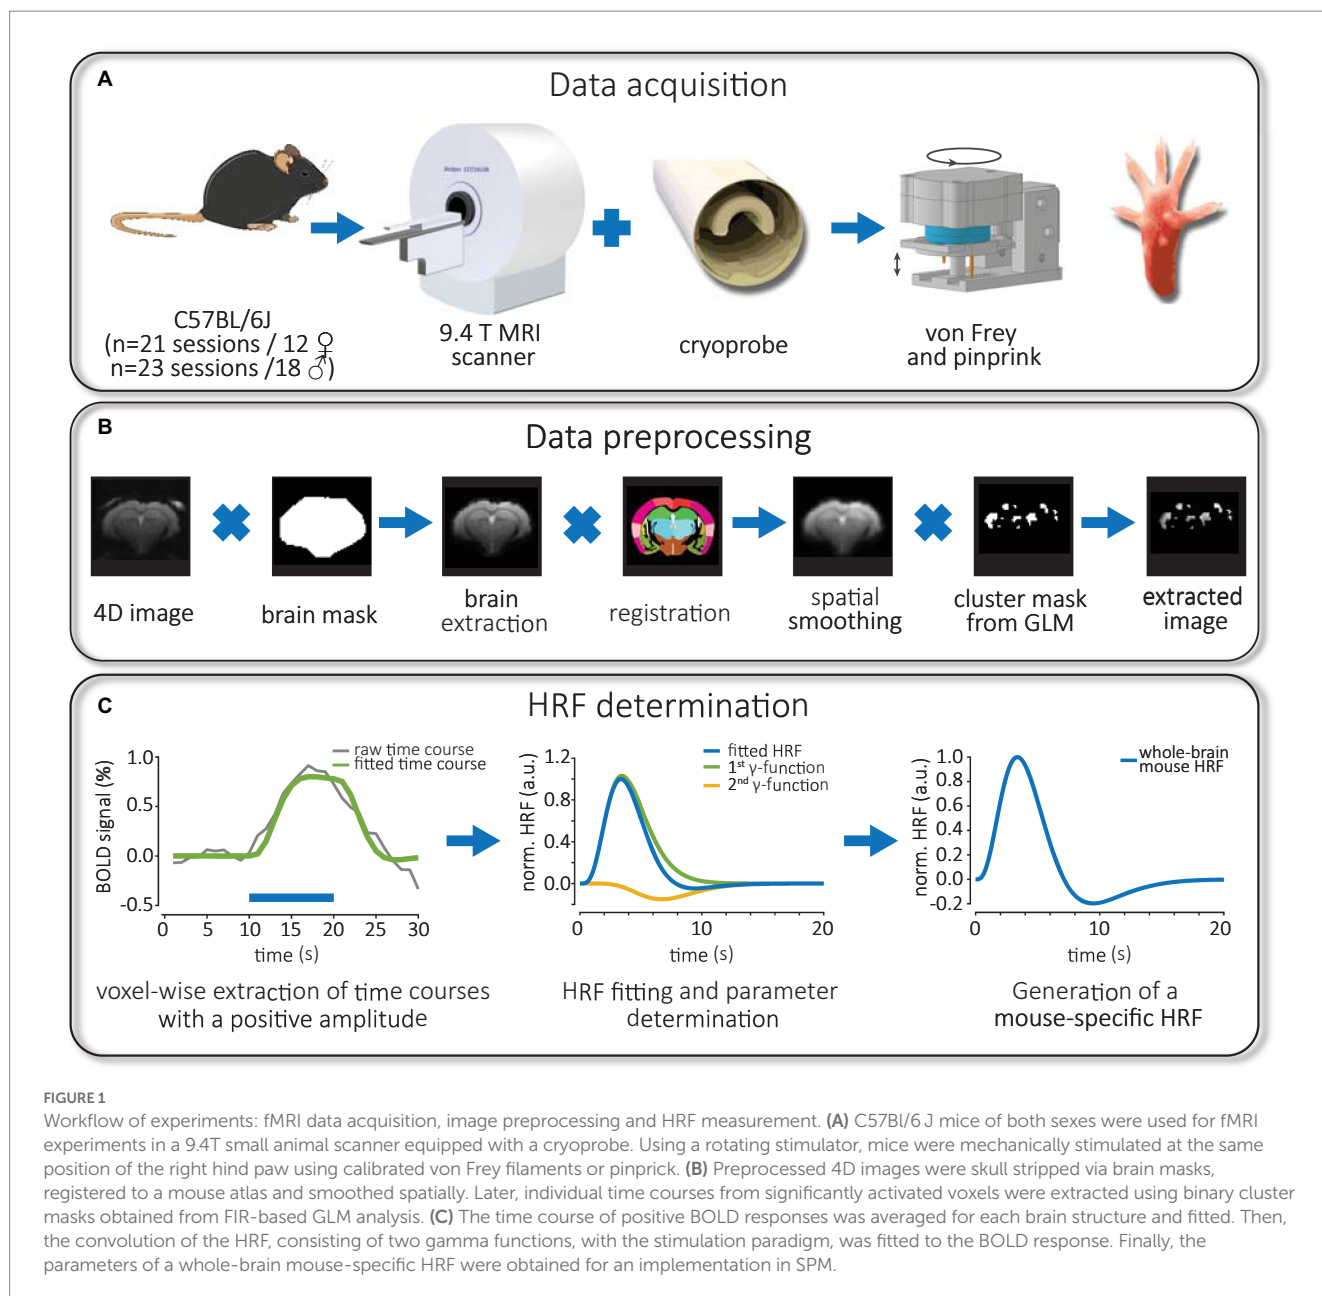 A
Data acquisition
C57BL/6J
(n=21 sessions / 12 ♀
n=23 sessions /18 ♂)
9.4 T MRI
scanner
cryoprobe
von Frey
and pinprink
B
Data preprocessing
4D image
brain mask
brain
extraction
registration
spatial
smoothing
cluster mask
from GLM
extracted
image
C
HRF determination
BOLD signal (%)
1.0
0.5
0.0
-0.5
raw time course
fitted time course
0 5 10 15 20 25 30
time (s)
voxel-wise extraction of time courses
with a positive amplitude
norm. HRF (a.u.)
1.2
0.8
0.4
0.0
fitted HRF
1st γ-function
2nd γ-function
0 10 20
time (s)
HRF fitting and parameter
determination
norm. HRF (a.u.)
1.0
0.8
0.6
0.4
0.2
0.0
-0.2
whole-brain
mouse HRF
0 10 20
time (s)
Generation of a
mouse-specific HRF
FIGURE 1
Workflow of experiments: fMRI data acquisition, image preprocessing and HRF measurement. (A) C57Bl/6 J mice of both sexes were used for fMRI
experiments in a 9.4T small animal scanner equipped with a cryoprobe. Using a rotating stimulator, mice were mechanically stimulated at the same
position of the right hind paw using calibrated von Frey filaments or pinprick. (B) Preprocessed 4D images were skull stripped via brain masks,
registered to a mouse atlas and smoothed spatially. Later, individual time courses from significantly activated voxels were extracted using binary cluster
masks obtained from FIR-based GLM analysis. (C) The time course of positive BOLD responses was averaged for each brain structure and fitted. Then,
the convolution of the HRF, consisting of two gamma functions, with the stimulation paradigm, was fitted to the BOLD response. Finally, the
parameters of a whole-brain mouse-specific HRF were obtained for an implementation in SPM.